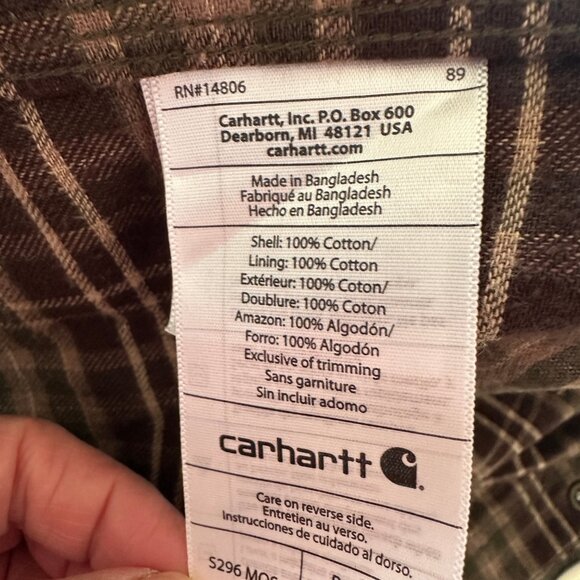 RN#14806 89
Carhartt, Inc. P.O. Box 600
Dearborn, MI 48121 USA
carhartt.com
Made in Bangladesh
Fabriqué au Bangladesh
Hecho en Bangladesh
Shell: 100% Cotton/
Lining: 100% Cotton
Extérieur: 100% Coton/
Doublure: 100% Coton
Amazon: 100% Algodón/
Forro: 100% Algodón
Exclusive of trimming
Sans garniture
Sin incluir adorno
carhartt
Care on reverse side.
Entretien au verso.
Instrucciones de cuidado al dorso.
S296 MOS